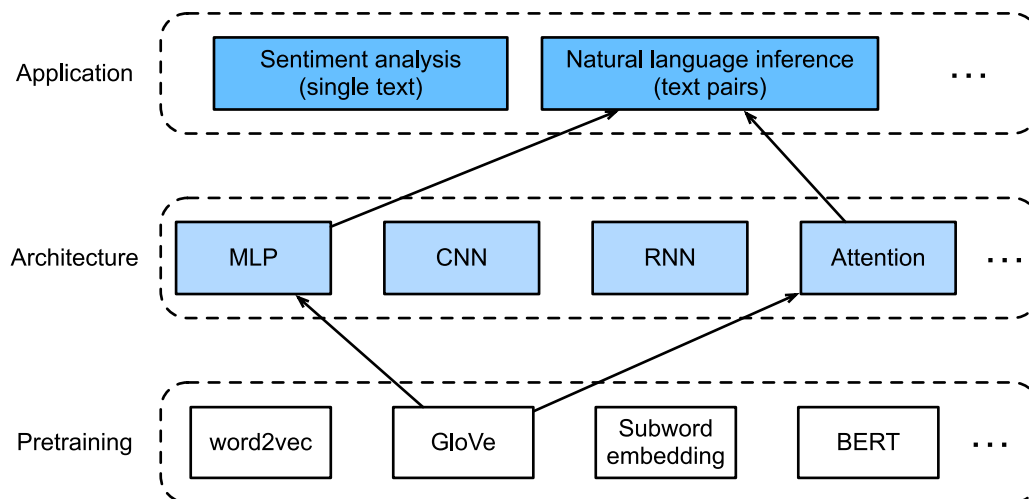 Application
Sentiment analysis
(single text)
Natural language inference
(text pairs)
...
Architecture
MLP
CNN
RNN
Attention
...
Pretraining
word2vec
GloVe
Subword
embedding
BERT
...